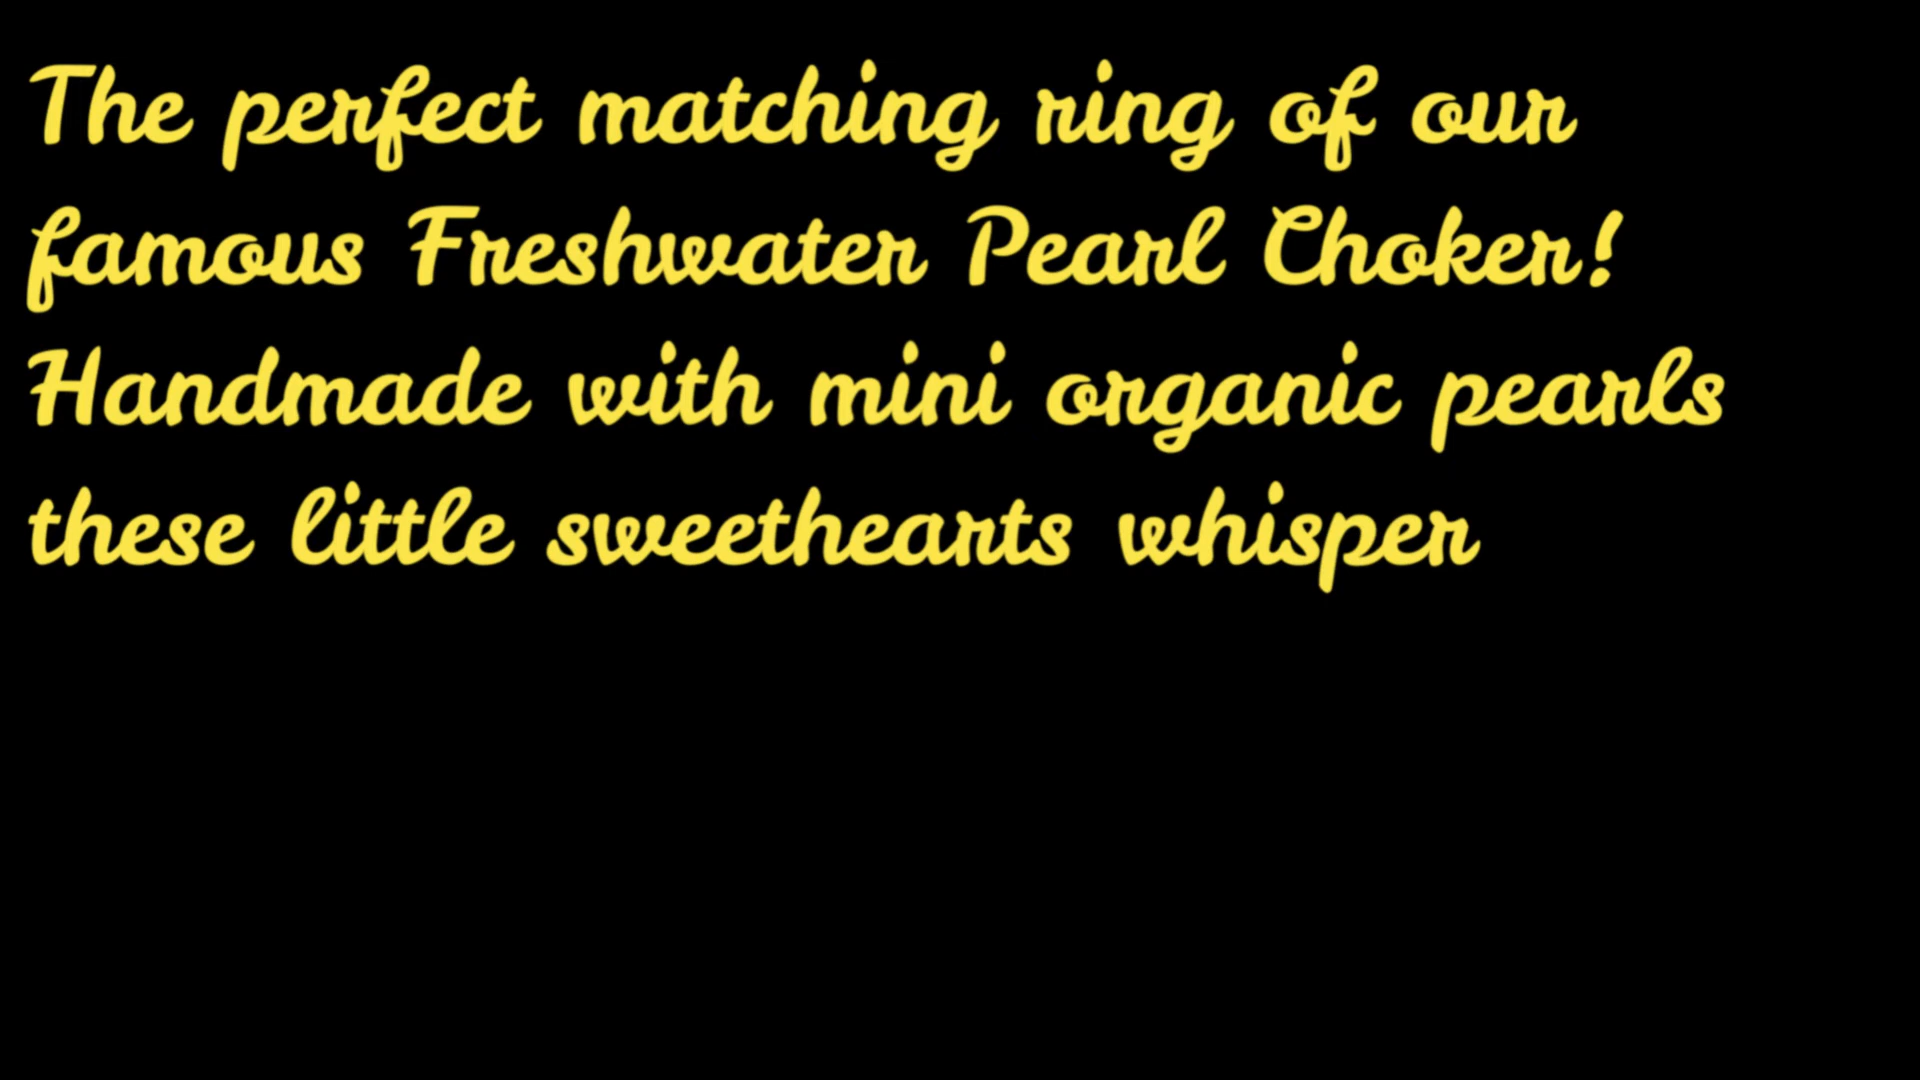 The perfect matching ring of our
famous Freshwater Pearl Choker!
Handmade with mini organic pearls
these little sweethearts whisper